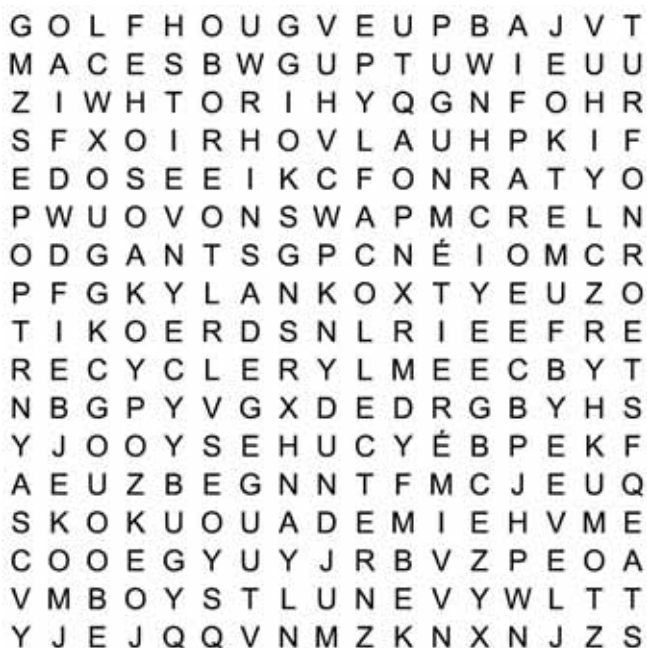 G O L F H O U G V E U P B A J V T
M A C E S B W G U P T U W I E U U
Z I W H T O R I H Y Q G N F O H R
S F X O I R H O V L A U H P K I F
E D O S E E I K C F O N R A T Y O
P W U O V O N S W A P M C R E L N
O D G A N T S G P C N É I O M C R
P F G K Y L A N K O X T Y E U Z O
T I K O E R D S N L R I E E F R E
R E C Y C L E R Y L M E E C B Y T
N B G P Y V G X D E D R G B Y H S
Y J O O Y S E H U C Y É B P E K F
A E U Z B E G N N T F M C J E U Q
S K O K U O U A D E M I E H V M E
C O O E G Y U Y J R B V Z P E O A
V M B O Y S T L U N E V Y W L T T
Y J E J Q Q V N M Z K N X N J Z S